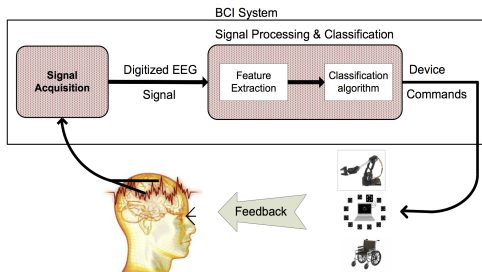 BCI System
Signal Processing & Classification
Signal
Acquisition
Digitized EEG
Signal
Feature
Extraction
Classification
algorithm
Device
Commands
Feedback